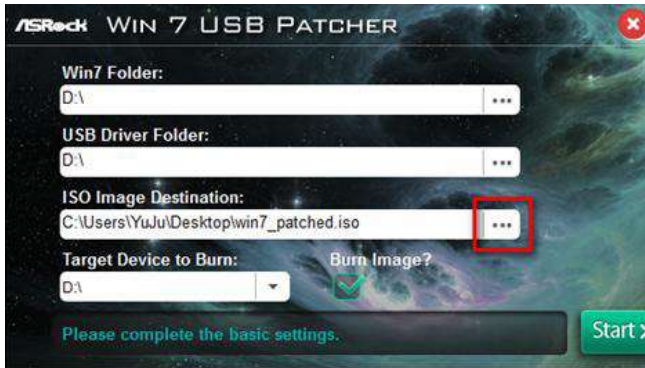 ASRock WIN 7 USB PATCHER
Win7 Folder:
D:\
USB Driver Folder:
D:\
ISO Image Destination:
C:\Users\YuJu\Desktop\win7_patched.iso
Target Device to Burn: Burn Image?
D:\
Please complete the basic settings. Start